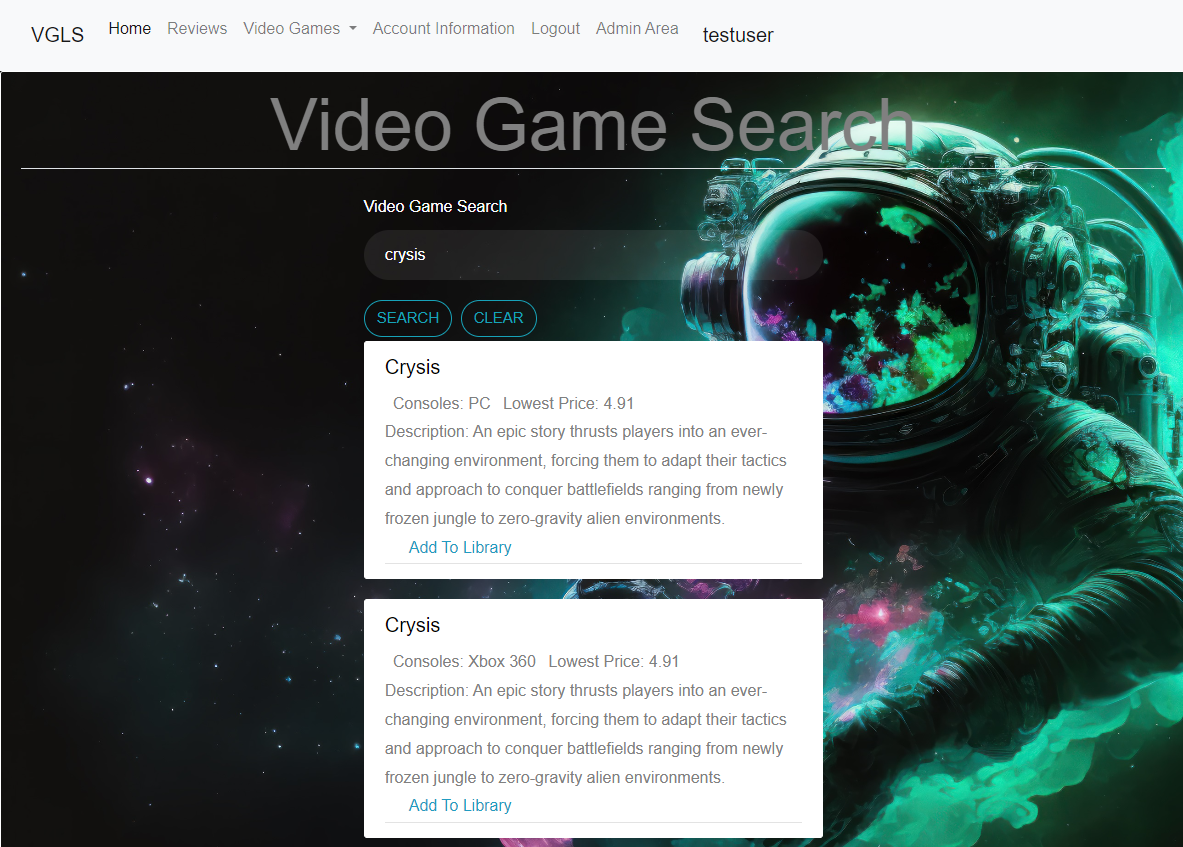 VGLS Home Reviews Video Games Account Information Logout Admin Area testuser
Video Game Search
Video Game Search
crysis
SEARCH CLEAR
Crysis
Consoles: PC Lowest Price: 4.91
Description: An epic story thrusts players into an ever-
changing environment, forcing them to adapt their tactics
and approach to conquer battlefields ranging from newly
frozen jungle to zero-gravity alien environments.
Add To Library
Crysis
Consoles: Xbox 360 Lowest Price: 4.91
Description: An epic story thrusts players into an ever-
changing environment, forcing them to adapt their tactics
and approach to conquer battlefields ranging from newly
frozen jungle to zero-gravity alien environments.
Add To Library